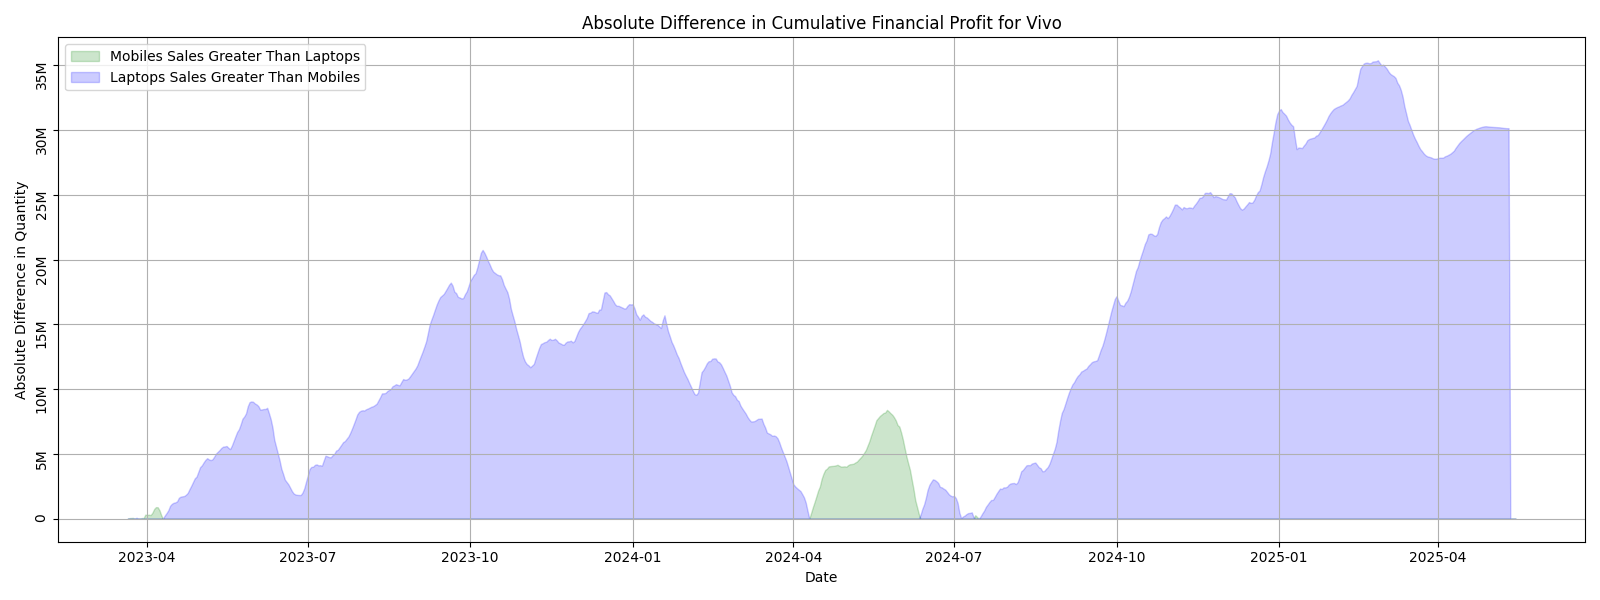 Absolute Difference in Cumulative Financial Profit for Vivo
Mobiles Sales Greater Than Laptops
Laptops Sales Greater Than Mobiles
Absolute Difference in Quantity
35M
30M
25M
20M
15M
10M
5M
0
2023-04 2023-07 2023-10 2024-01 2024-04 2024-07 2024-10 2025-01 2025-04
Date